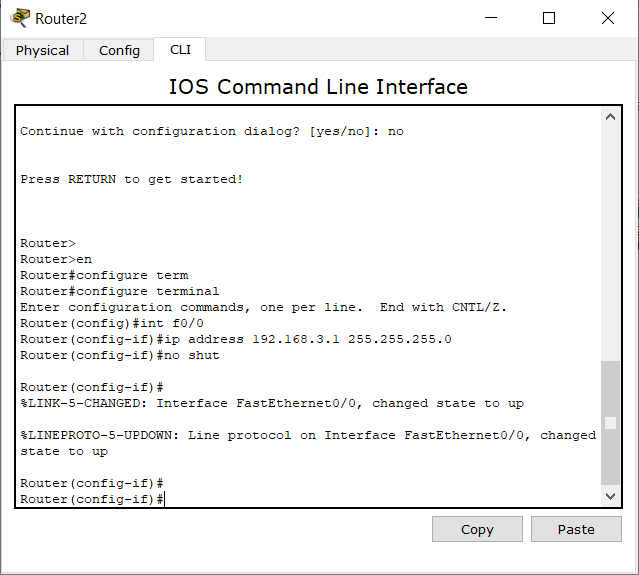 Router2
Physical Config CLI
IOS Command Line Interface
Continue with configuration dialog? [yes/no]: no
Press RETURN to get started!
Router>
Router>en
Router#configure term
Router#configure terminal
Enter configuration commands, one per line.  End with CNTL/Z.
Router(config)#int f0/0
Router(config-if)#ip address 192.168.3.1 255.255.255.0
Router(config-if)#no shut
Router(config-if)#
%LINK-5-CHANGED: Interface FastEthernet0/0, changed state to up
%LINEPROTO-5-UPDOWN: Line protocol on Interface FastEthernet0/0, changed
state to up
Router(config-if)#
Router(config-if)#
Copy Paste